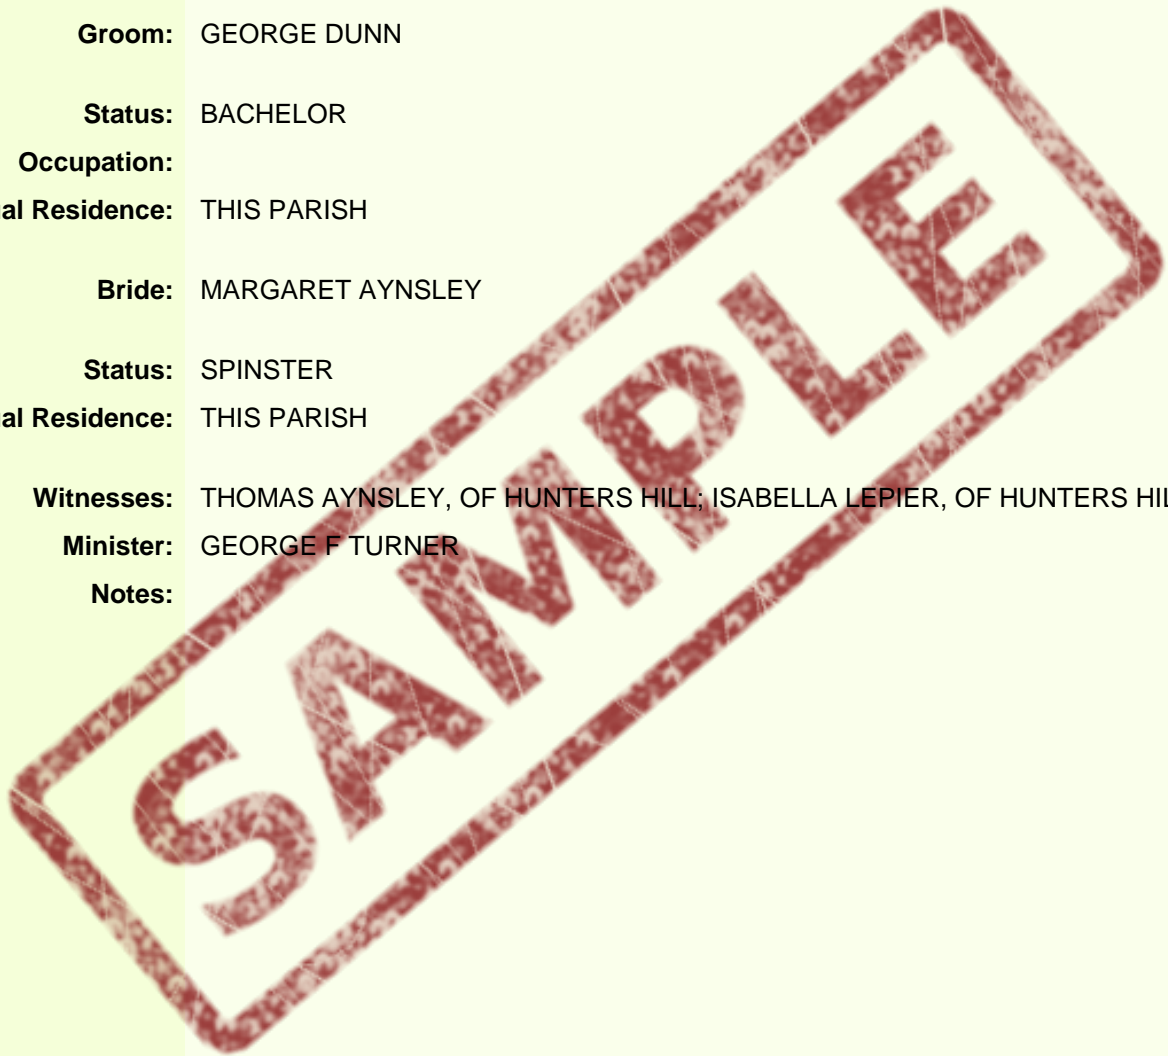 Groom: GEORGE DUNN
Status: BACHELOR
Occupation:
al Residence: THIS PARISH
Bride: MARGARET AYNSLEY
Status: SPINSTER
al Residence: THIS PARISH
Witnesses: THOMAS AYNSLEY, OF HUNTERS HILL; ISABELLA LEPIER, OF HUNTERS HIL
Minister: GEORGE F TURNER
Notes:
SAMPLE